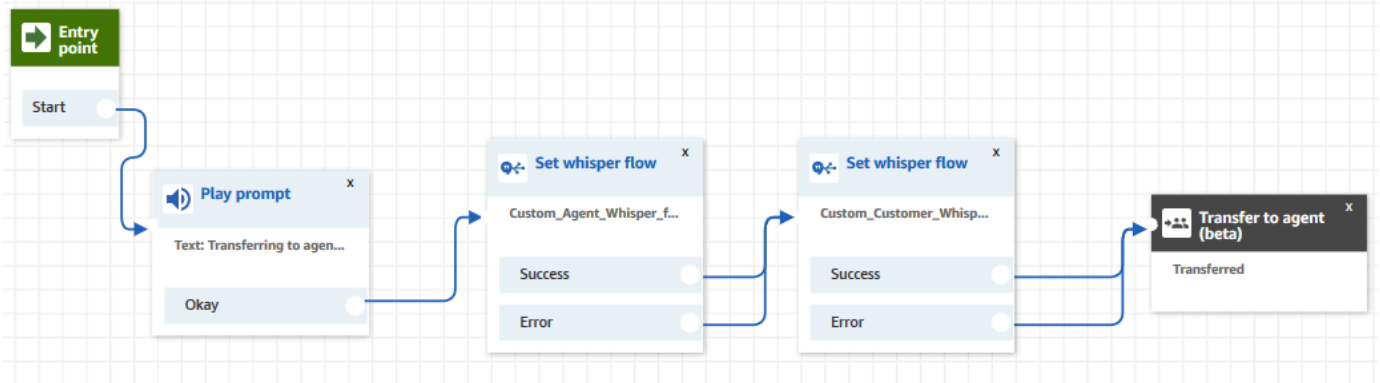 Entry
point
Start
x
Play prompt
Text: Transferring to agen...
Okay
x
Set whisper flow
Custom_Agent_Whisper_f...
Success
Error
x
Set whisper flow
Custom_Customer_Whisp...
Success
Error
x
Transfer to agent
(beta)
Transferred